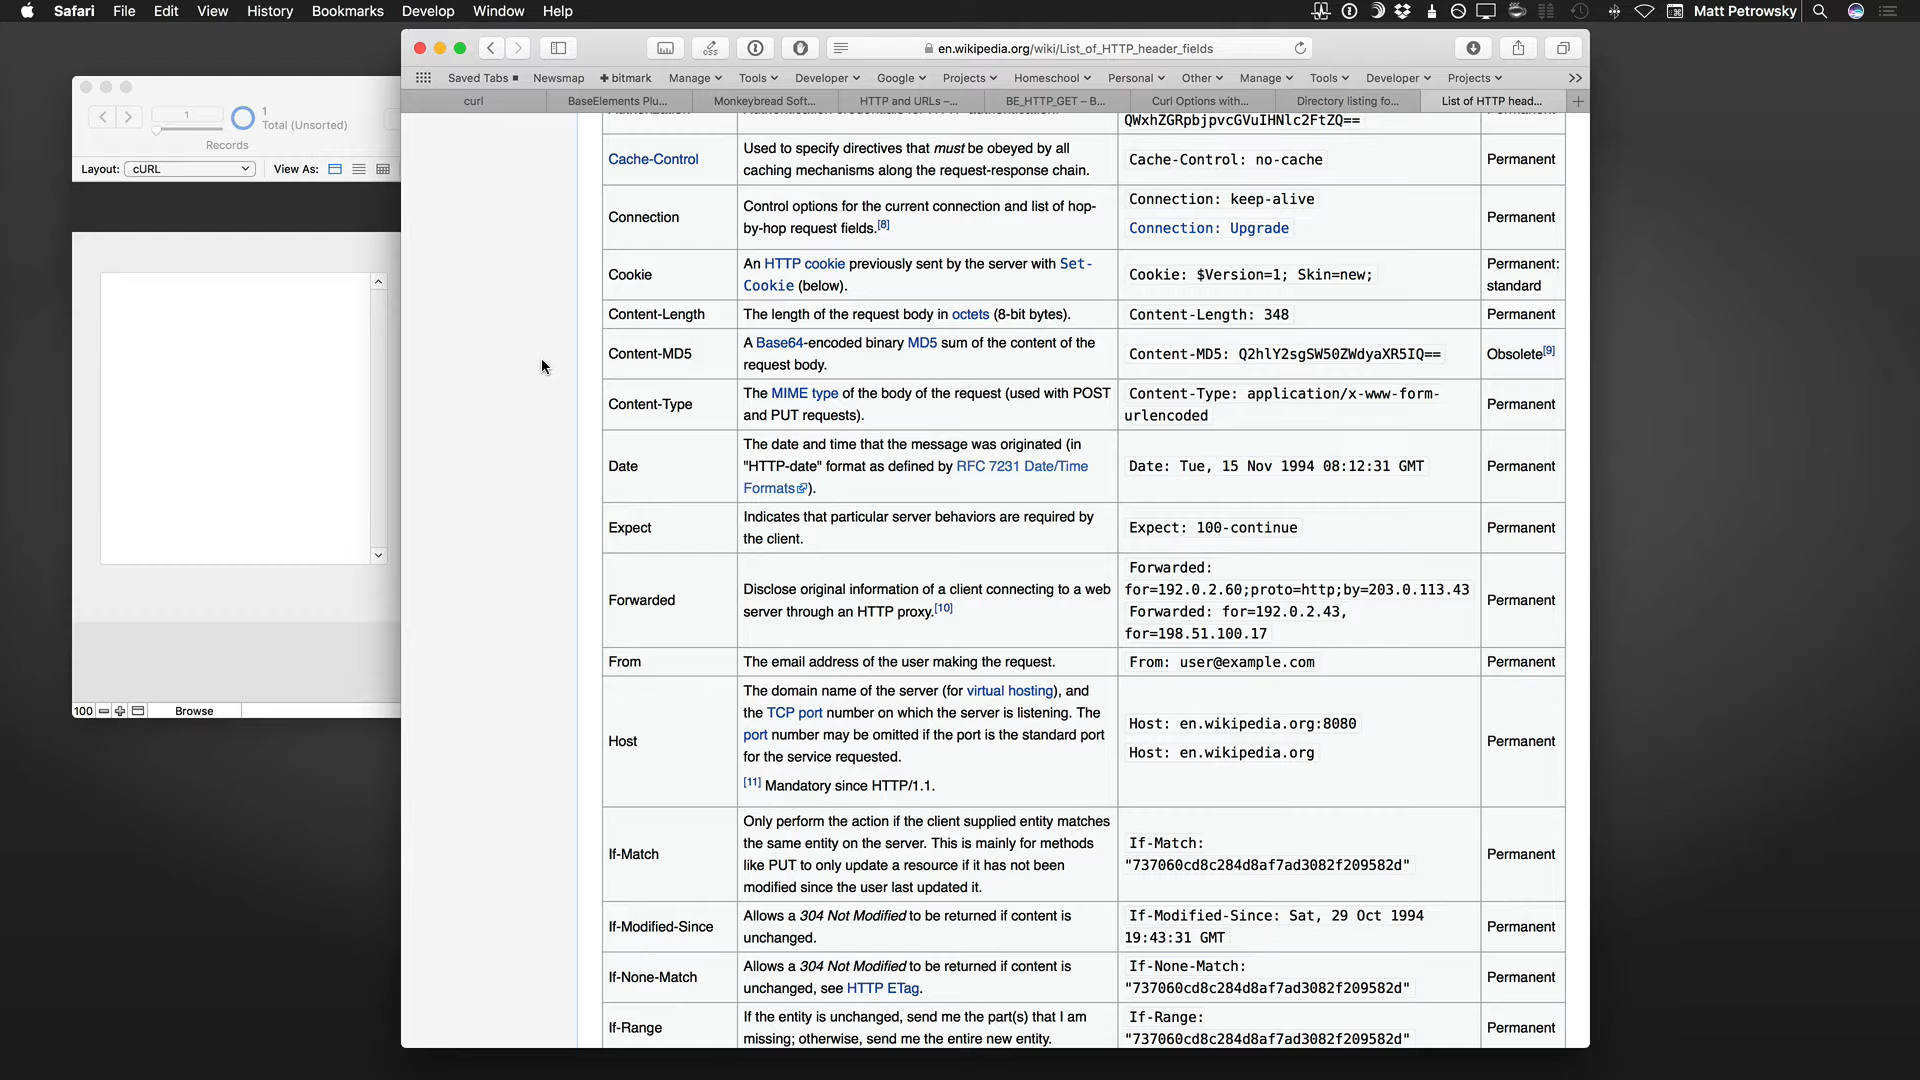 Safari File Edit View History Bookmarks Develop Window Help
Matt Petrowsky
en.wikipedia.org/wiki/List_of_HTTP_header_fields
Saved Tabs Newsmap bitmark Manage Tools Developer Google Projects Homeschool Personal Other Manage Tools Developer Projects
curl BaseElements Plu... Monkeybread Soft... HTTP and URLs –... BE_HTTP_GET – B... Curl Options with... Directory listing fo... List of HTTP head...
1
1
Total (Unsorted)
Records
Layout: cURL View As:
100 Browse
QWxhZGRpbjpvcGVuIHNlc2FtZQ==
Cache-Control
Used to specify directives that must be obeyed by all
caching mechanisms along the request-response chain.
Cache-Control: no-cache
Permanent
Connection
Control options for the current connection and list of hop-
by-hop request fields.[8]
Connection: keep-alive
Connection: Upgrade
Permanent
Cookie
An HTTP cookie previously sent by the server with Set-
Cookie (below).
Cookie: $Version=1; Skin=new;
Permanent:
standard
Content-Length
The length of the request body in octets (8-bit bytes).
Content-Length: 348
Permanent
Content-MD5
A Base64-encoded binary MD5 sum of the content of the
request body.
Content-MD5: Q2hlY2sgSW50ZWdyaXR5IQ==
Obsolete[9]
Content-Type
The MIME type of the body of the request (used with POST
and PUT requests).
Content-Type: application/x-www-form-
urlencoded
Permanent
Date
The date and time that the message was originated (in
"HTTP-date" format as defined by RFC 7231 Date/Time
Formats).
Date: Tue, 15 Nov 1994 08:12:31 GMT
Permanent
Expect
Indicates that particular server behaviors are required by
the client.
Expect: 100-continue
Permanent
Forwarded
Disclose original information of a client connecting to a web
server through an HTTP proxy.[10]
Forwarded:
for=192.0.2.60;proto=http;by=203.0.113.43
Forwarded: for=192.0.2.43,
for=198.51.100.17
Permanent
From
The email address of the user making the request.
From: user@example.com
Permanent
Host
The domain name of the server (for virtual hosting), and
the TCP port number on which the server is listening. The
port number may be omitted if the port is the standard port
for the service requested.
[11] Mandatory since HTTP/1.1.
Host: en.wikipedia.org:8080
Host: en.wikipedia.org
Permanent
If-Match
Only perform the action if the client supplied entity matches
the same entity on the server. This is mainly for methods
like PUT to only update a resource if it has not been
modified since the user last updated it.
If-Match:
"737060cd8c284d8af7ad3082f209582d"
Permanent
If-Modified-Since
Allows a 304 Not Modified to be returned if content is
unchanged.
If-Modified-Since: Sat, 29 Oct 1994
19:43:31 GMT
Permanent
If-None-Match
Allows a 304 Not Modified to be returned if content is
unchanged, see HTTP ETag.
If-None-Match:
"737060cd8c284d8af7ad3082f209582d"
Permanent
If-Range
If the entity is unchanged, send me the part(s) that I am
missing; otherwise, send me the entire new entity.
If-Range:
"737060cd8c284d8af7ad3082f209582d"
Permanent